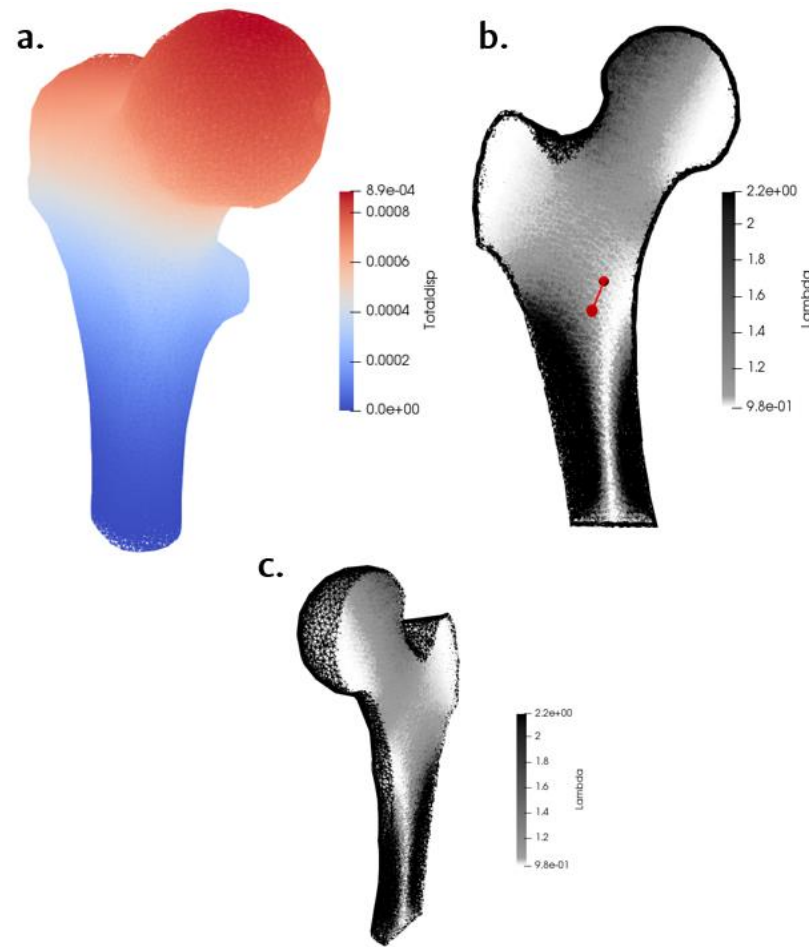 a.
8.9e-04
0.0008
0.0006
0.0004
0.0002
0.0e+00
Totaldisp
b.
2.2e+00
2
1.8
1.6
1.4
1.2
9.8e-01
Lambda
c.
2.2e+00
2
1.8
1.6
1.4
1.2
9.8e-01
Lambda